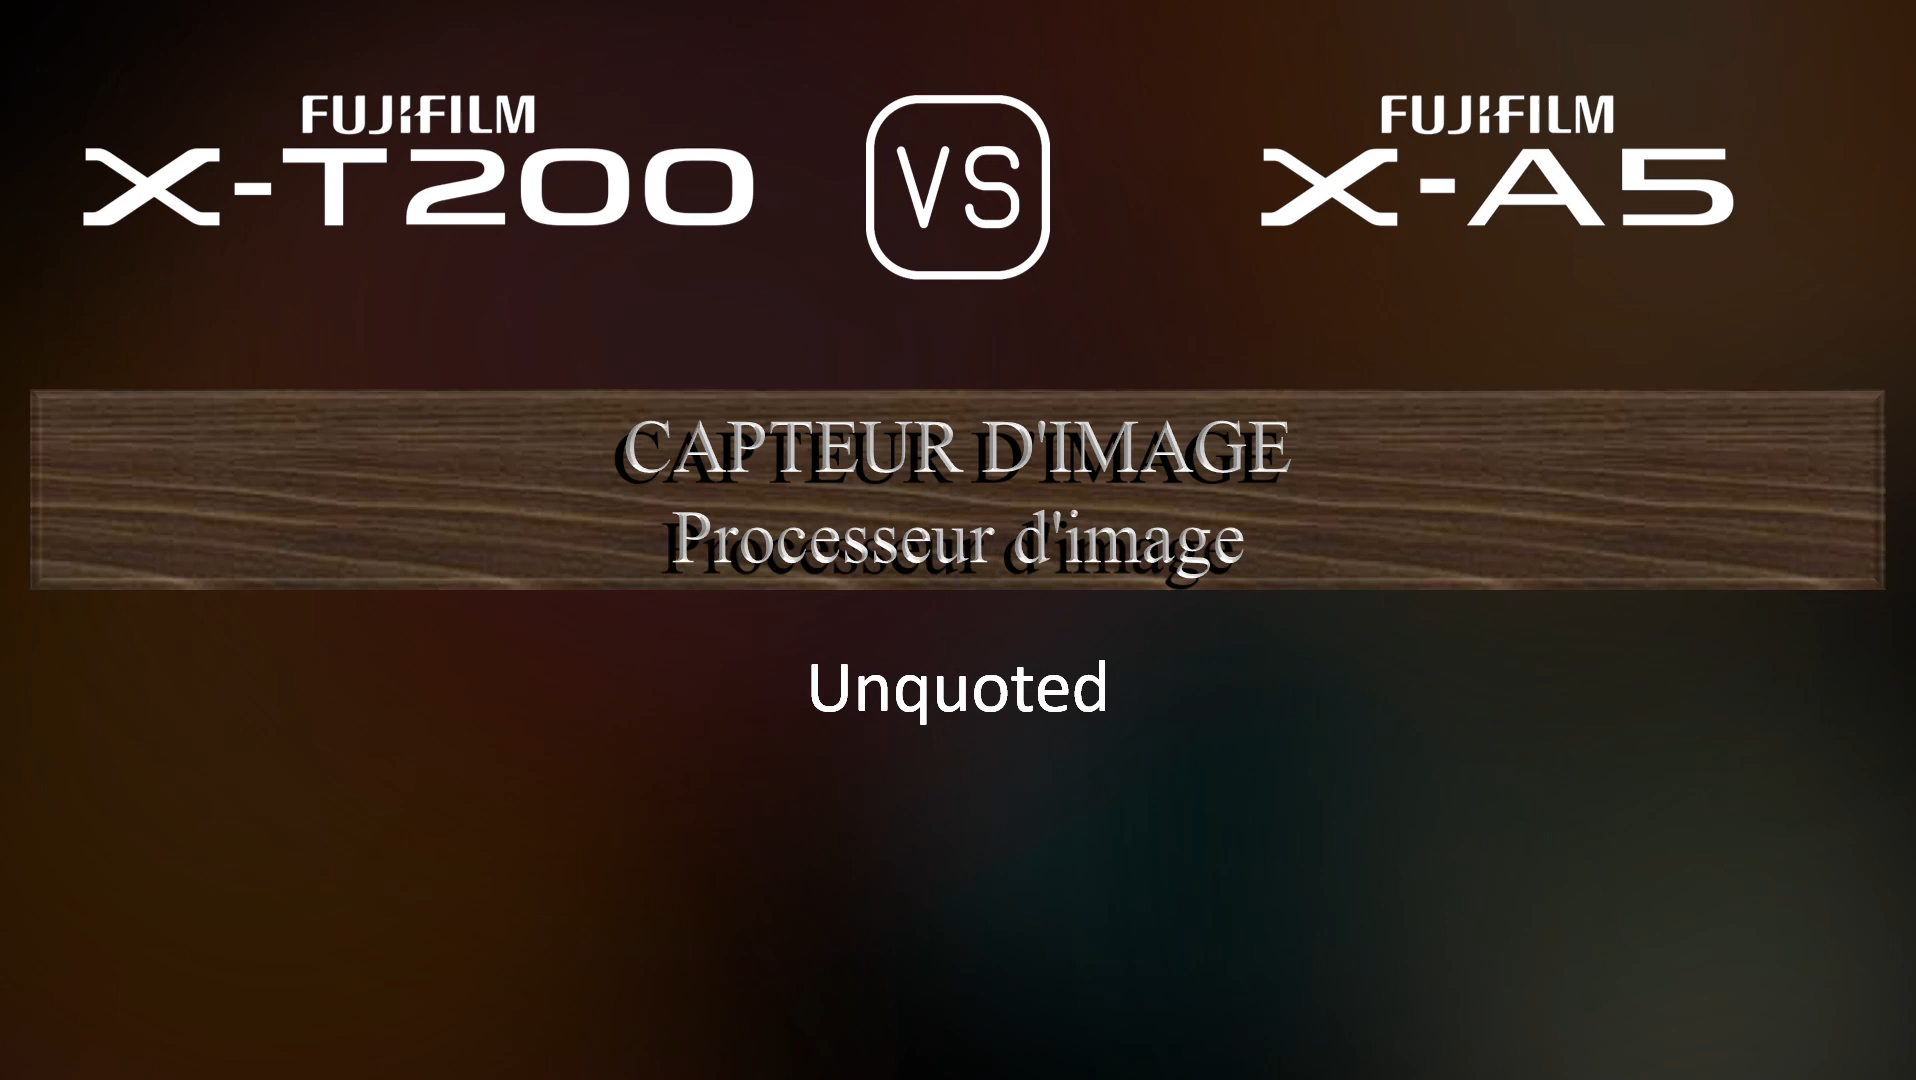 FUJIFILM
X-T200
VS
FUJIFILM
X-A5
CAPTEUR D'IMAGE
Processeur d'image
Unquoted